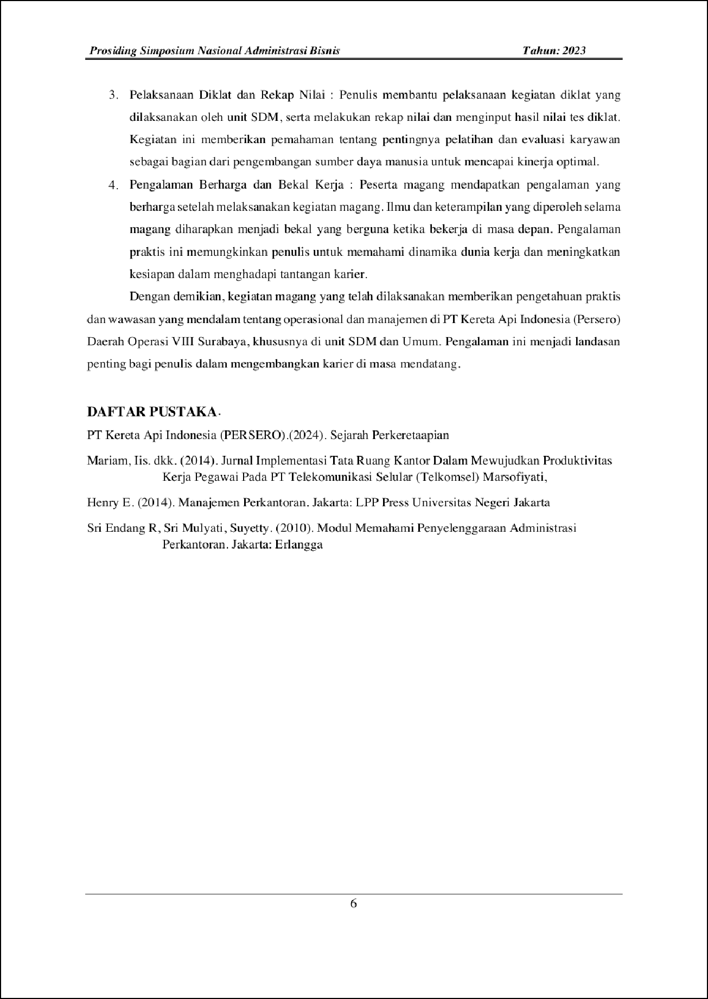 Prosiding Simposium Nasional Administrasi Bisnis Tahun: 2023
3. Pelaksanaan Diklat dan Rekap Nilai : Penulis membantu pelaksanaan kegiatan diklat yang
dilaksanakan oleh unit SDM, serta melakukan rekap nilai dan menginput hasil nilai tes diklat.
Kegiatan ini memberikan pemahaman tentang pentingnya pelatihan dan evaluasi karyawan
sebagai bagian dari pengembangan sumber daya manusia untuk mencapai kinerja optimal.
4. Pengalaman Berharga dan Bekal Kerja : Peserta magang mendapatkan pengalaman yang
berharga setelah melaksanakan kegiatan magang. Ilmu dan keterampilan yang diperoleh selama
magang diharapkan menjadi bekal yang berguna ketika bekerja di masa depan. Pengalaman
praktis ini memungkinkan penulis untuk memahami dinamika dunia kerja dan meningkatkan
kesiapan dalam menghadapi tantangan karier.
Dengan demikian, kegiatan magang yang telah dilaksanakan memberikan pengetahuan praktis
dan wawasan yang mendalam tentang operasional dan manajemen di PT Kereta Api Indonesia (Persero)
Daerah Operasi VIII Surabaya, khususnya di unit SDM dan Umum. Pengalaman ini menjadi landasan
penting bagi penulis dalam mengembangkan karier di masa mendatang.
DAFTAR PUSTAKA.
PT Kereta Api Indonesia (PERSERO).(2024). Sejarah Perkeretaapian
Mariam, Iis. dkk. (2014). Jurnal Implementasi Tata Ruang Kantor Dalam Mewujudkan Produktivitas
Kerja Pegawai Pada PT Telekomunikasi Selular (Telkomsel) Marsofiyati,
Henry E. (2014). Manajemen Perkantoran. Jakarta: LPP Press Universitas Negeri Jakarta
Sri Endang R, Sri Mulyati, Suyetty. (2010). Modul Memahami Penyelenggaraan Administrasi
Perkantoran. Jakarta: Erlangga
6